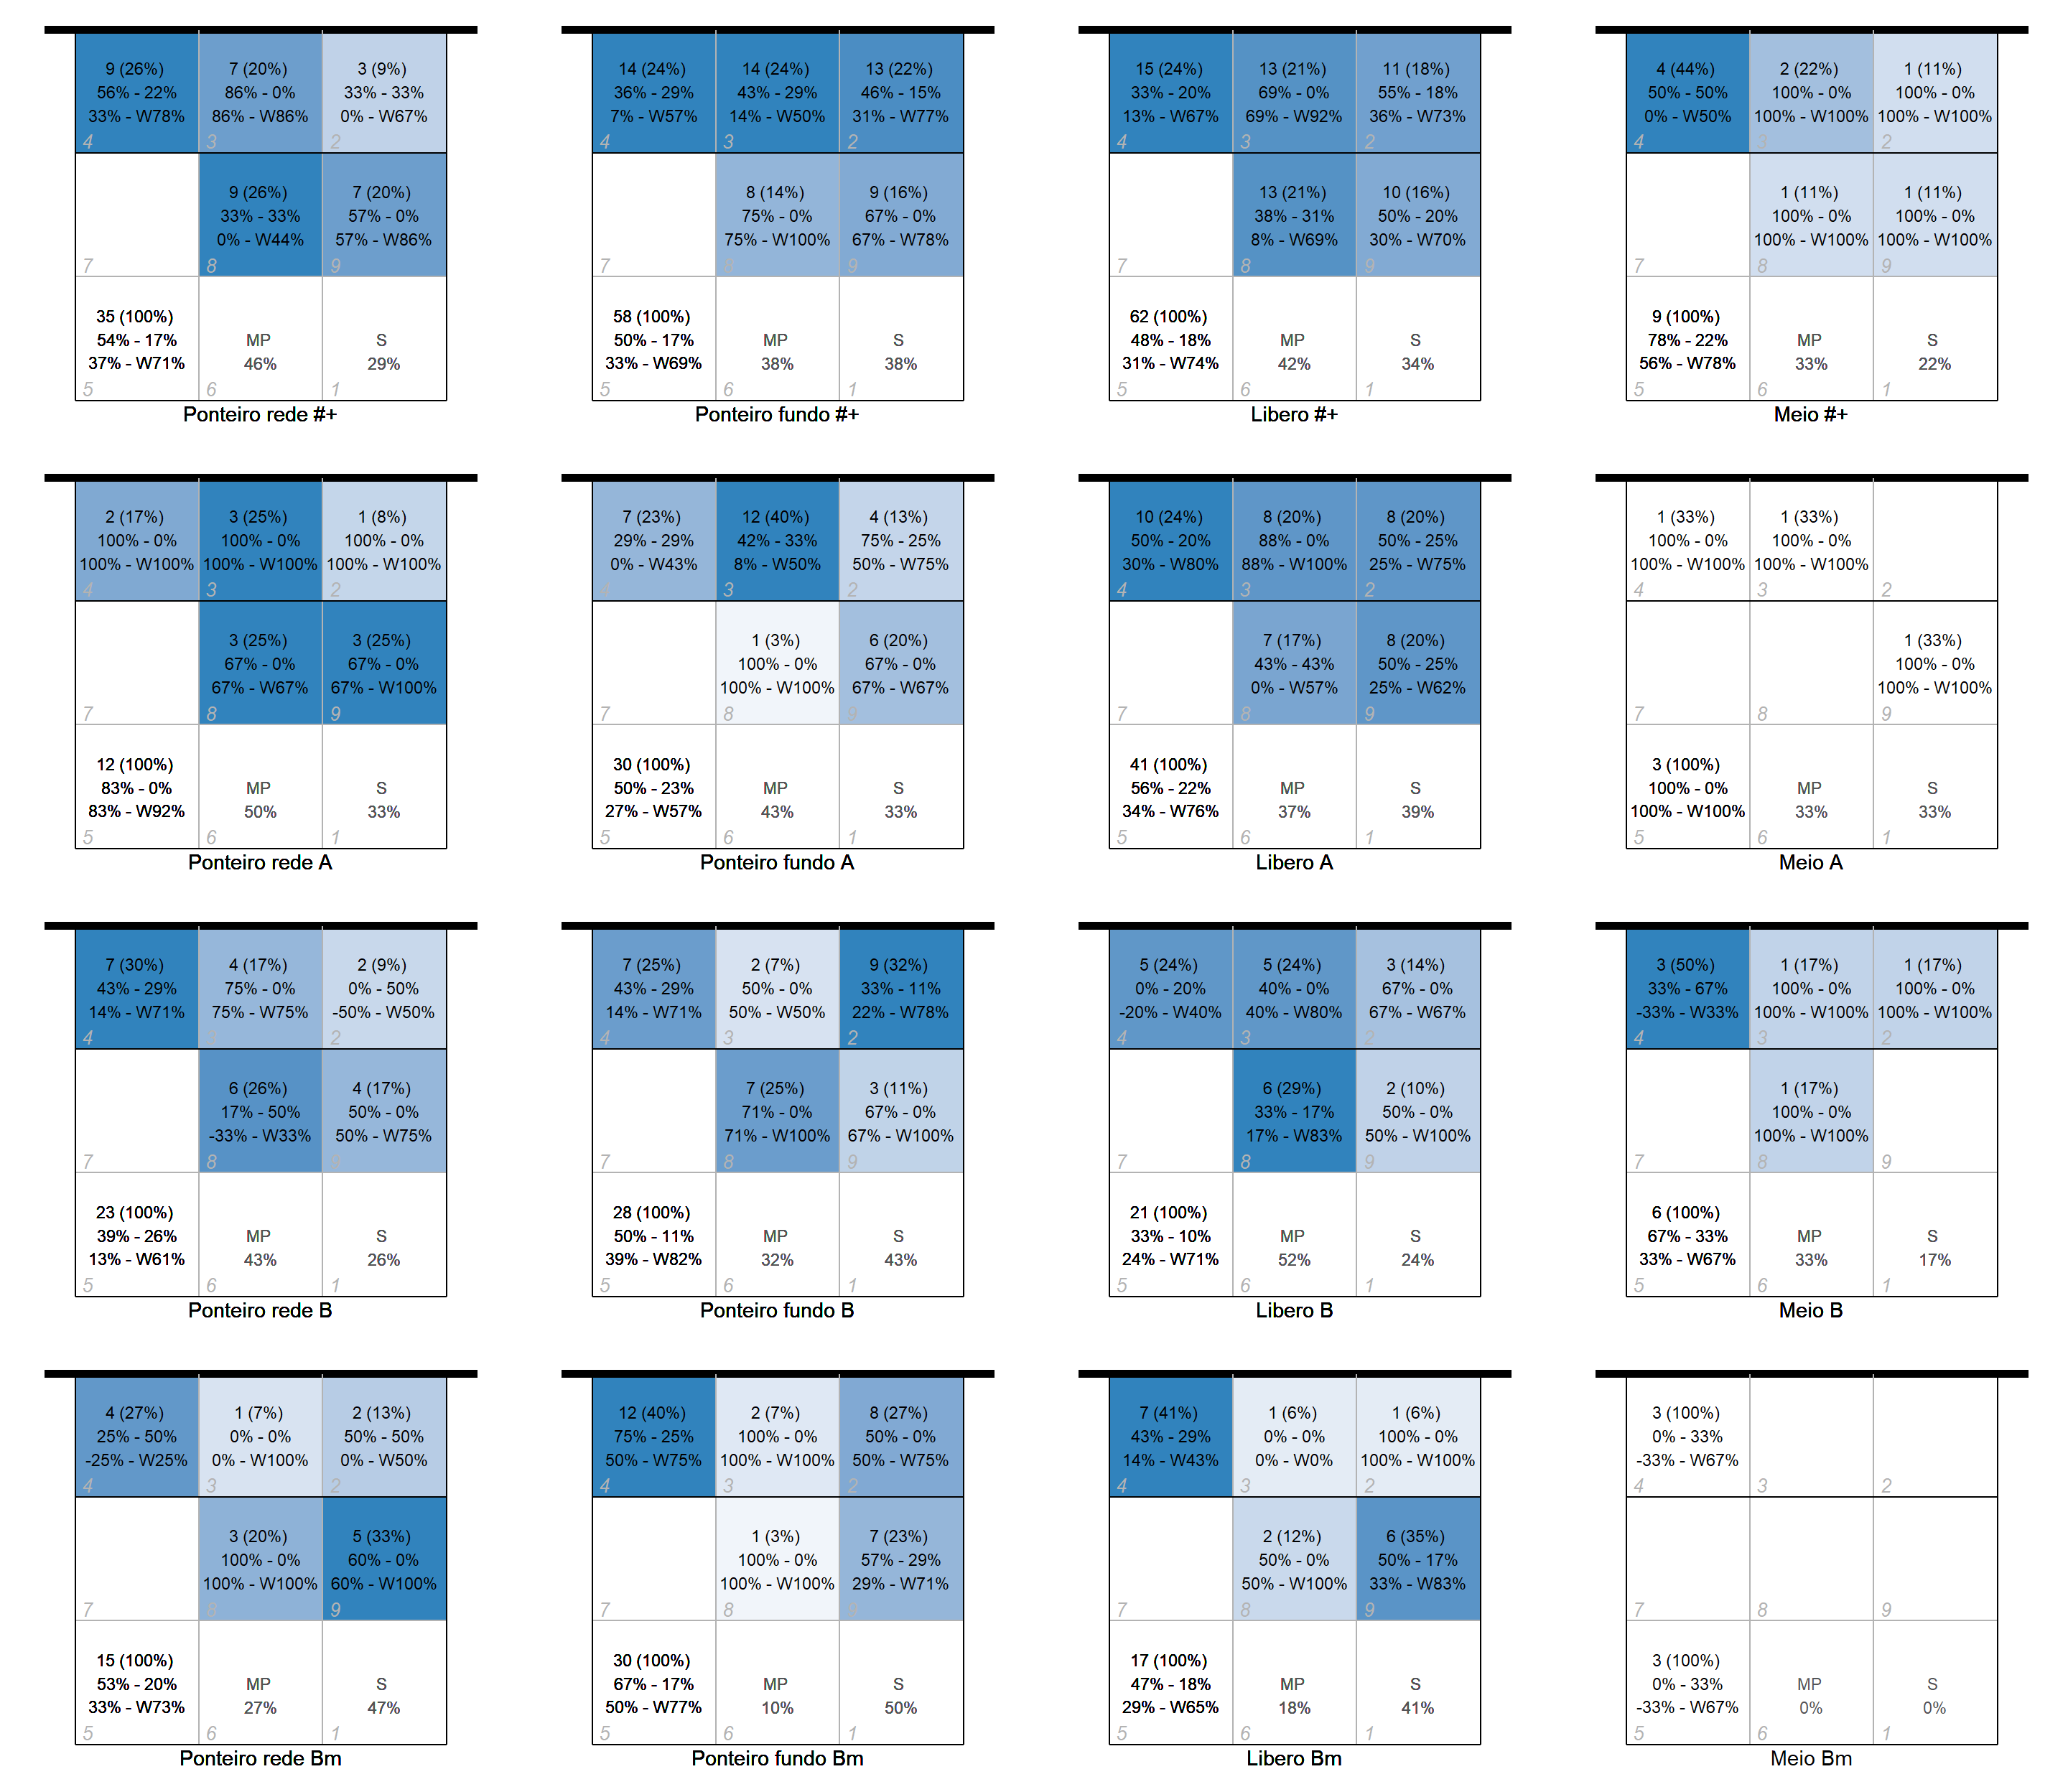 9 (26%)
56% - 22%
33% - W78%
4
7 (20%)
86% - 0%
86% - W86%
3
3 (9%)
33% - 33%
0% - W67%
2
7
9 (26%)
33% - 33%
0% - W44%
8
7 (20%)
57% - 0%
57% - W86%
9
35 (100%)
54% - 17%
37% - W71%
5
MP
46%
6
S
29%
1
Ponteiro rede #+
14 (24%)
36% - 29%
7% - W57%
4
14 (24%)
43% - 29%
14% - W50%
3
13 (22%)
46% - 15%
31% - W77%
2
7
8 (14%)
75% - 0%
75% - W100%
8
9 (16%)
67% - 0%
67% - W78%
9
58 (100%)
50% - 17%
33% - W69%
5
MP
38%
6
S
38%
1
Ponteiro fundo #+
15 (24%)
33% - 20%
13% - W67%
4
13 (21%)
69% - 0%
69% - W92%
3
11 (18%)
55% - 18%
36% - W73%
2
7
13 (21%)
38% - 31%
8% - W69%
8
10 (16%)
50% - 20%
30% - W70%
9
62 (100%)
48% - 18%
31% - W74%
5
MP
42%
6
S
34%
1
Libero #+
4 (44%)
50% - 50%
0% - W50%
4
2 (22%)
100% - 0%
100% - W100%
3
1 (11%)
100% - 0%
100% - W100%
2
7
1 (11%)
100% - 0%
100% - W100%
8
1 (11%)
100% - 0%
100% - W100%
9
9 (100%)
78% - 22%
56% - W78%
5
MP
33%
6
S
22%
1
Meio #+
2 (17%)
100% - 0%
100% - W100%
4
3 (25%)
100% - 0%
100% - W100%
3
1 (8%)
100% - 0%
100% - W100%
2
7
3 (25%)
67% - 0%
67% - W67%
8
3 (25%)
67% - 0%
67% - W100%
9
12 (100%)
83% - 0%
83% - W92%
5
MP
50%
6
S
33%
1
Ponteiro rede A
7 (23%)
29% - 29%
0% - W43%
4
12 (40%)
42% - 33%
8% - W50%
3
4 (13%)
75% - 25%
50% - W75%
2
7
1 (3%)
100% - 0%
100% - W100%
8
6 (20%)
67% - 0%
67% - W67%
9
30 (100%)
50% - 23%
27% - W57%
5
MP
43%
6
S
33%
1
Ponteiro fundo A
10 (24%)
50% - 20%
30% - W80%
4
8 (20%)
88% - 0%
88% - W100%
3
8 (20%)
50% - 25%
25% - W75%
2
7
7 (17%)
43% - 43%
0% - W57%
8
8 (20%)
50% - 25%
25% - W62%
9
41 (100%)
56% - 22%
34% - W76%
5
MP
37%
6
S
39%
1
Libero A
1 (33%)
100% - 0%
100% - W100%
4
1 (33%)
100% - 0%
100% - W100%
3
2
7
8
1 (33%)
100% - 0%
100% - W100%
9
3 (100%)
100% - 0%
100% - W100%
5
MP
33%
6
S
33%
1
Meio A
7 (30%)
43% - 29%
14% - W71%
4
4 (17%)
75% - 0%
75% - W75%
3
2 (9%)
0% - 50%
-50% - W50%
2
7
6 (26%)
17% - 50%
-33% - W33%
8
4 (17%)
50% - 0%
50% - W75%
9
23 (100%)
39% - 26%
13% - W61%
5
MP
43%
6
S
26%
1
Ponteiro rede B
7 (25%)
43% - 29%
14% - W71%
4
2 (7%)
50% - 0%
50% - W50%
3
9 (32%)
33% - 11%
22% - W78%
2
7
7 (25%)
71% - 0%
71% - W100%
8
3 (11%)
67% - 0%
67% - W100%
9
28 (100%)
50% - 11%
39% - W82%
5
MP
32%
6
S
43%
1
Ponteiro fundo B
5 (24%)
0% - 20%
-20% - W40%
4
5 (24%)
40% - 0%
40% - W80%
3
3 (14%)
67% - 0%
67% - W67%
2
7
6 (29%)
33% - 17%
17% - W83%
8
2 (10%)
50% - 0%
50% - W100%
9
21 (100%)
33% - 10%
24% - W71%
5
MP
52%
6
S
24%
1
Libero B
3 (50%)
33% - 67%
-33% - W33%
4
1 (17%)
100% - 0%
100% - W100%
3
1 (17%)
100% - 0%
100% - W100%
2
7
1 (17%)
100% - 0%
100% - W100%
8
9
6 (100%)
67% - 33%
33% - W67%
5
MP
33%
6
S
17%
1
Meio B
4 (27%)
25% - 50%
-25% - W25%
4
1 (7%)
0% - 0%
0% - W100%
3
2 (13%)
50% - 50%
0% - W50%
2
7
3 (20%)
100% - 0%
100% - W100%
8
5 (33%)
60% - 0%
60% - W100%
9
15 (100%)
53% - 20%
33% - W73%
5
MP
27%
6
S
47%
1
Ponteiro rede Bm
12 (40%)
75% - 25%
50% - W75%
4
2 (7%)
100% - 0%
100% - W100%
3
8 (27%)
50% - 0%
50% - W75%
2
7
1 (3%)
100% - 0%
100% - W100%
8
7 (23%)
57% - 29%
29% - W71%
9
30 (100%)
67% - 17%
50% - W77%
5
MP
10%
6
S
50%
1
Ponteiro fundo Bm
7 (41%)
43% - 29%
14% - W43%
4
1 (6%)
0% - 0%
0% - W0%
3
1 (6%)
100% - 0%
100% - W100%
2
7
2 (12%)
50% - 0%
50% - W100%
8
6 (35%)
50% - 17%
33% - W83%
9
17 (100%)
47% - 18%
29% - W65%
5
MP
18%
6
S
41%
1
Libero Bm
3 (100%)
0% - 33%
-33% - W67%
4
3
2
7
8
9
3 (100%)
0% - 33%
-33% - W67%
5
MP
0%
6
S
0%
1
Meio Bm